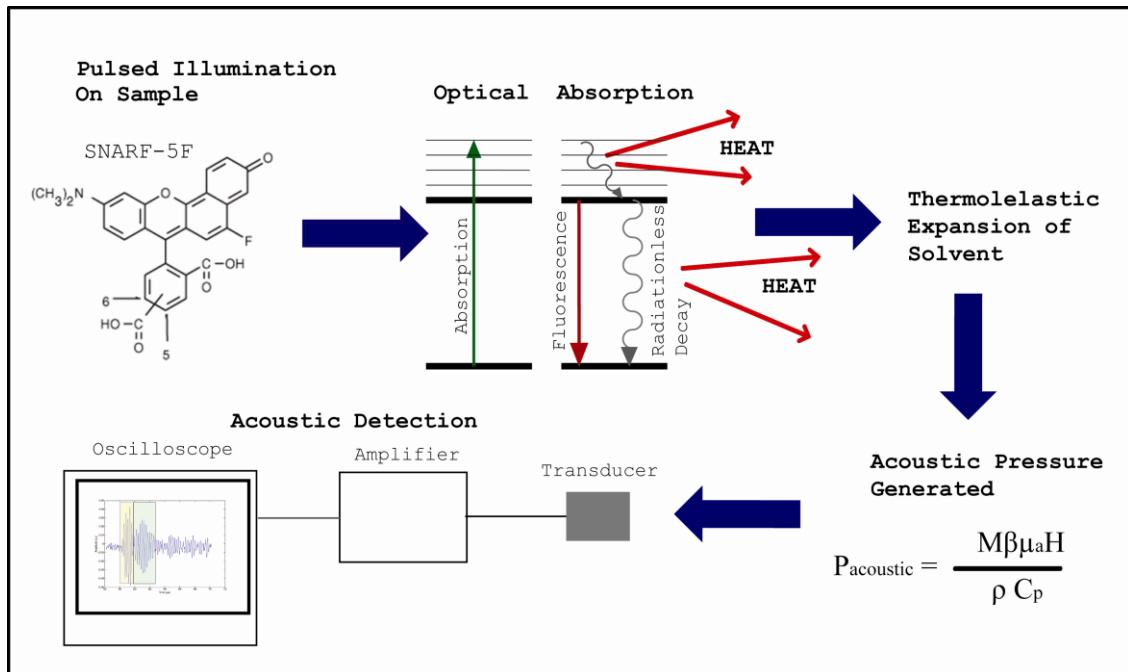 Pulsed Illumination
On Sample
SNARF-5F
(CH₃)₂N
O
O
F
OH
O
6
HO
O
5
Optical
Absorption
Absorption
HEAT
Fluorescence
Radiationless
Decay
HEAT
Thermolelastic
Expansion of
Solvent
Acoustic Pressure
Generated
Pacoustic = MβμaH
ρ Cp
Acoustic Detection
Oscilloscope
Amplifier
Transducer